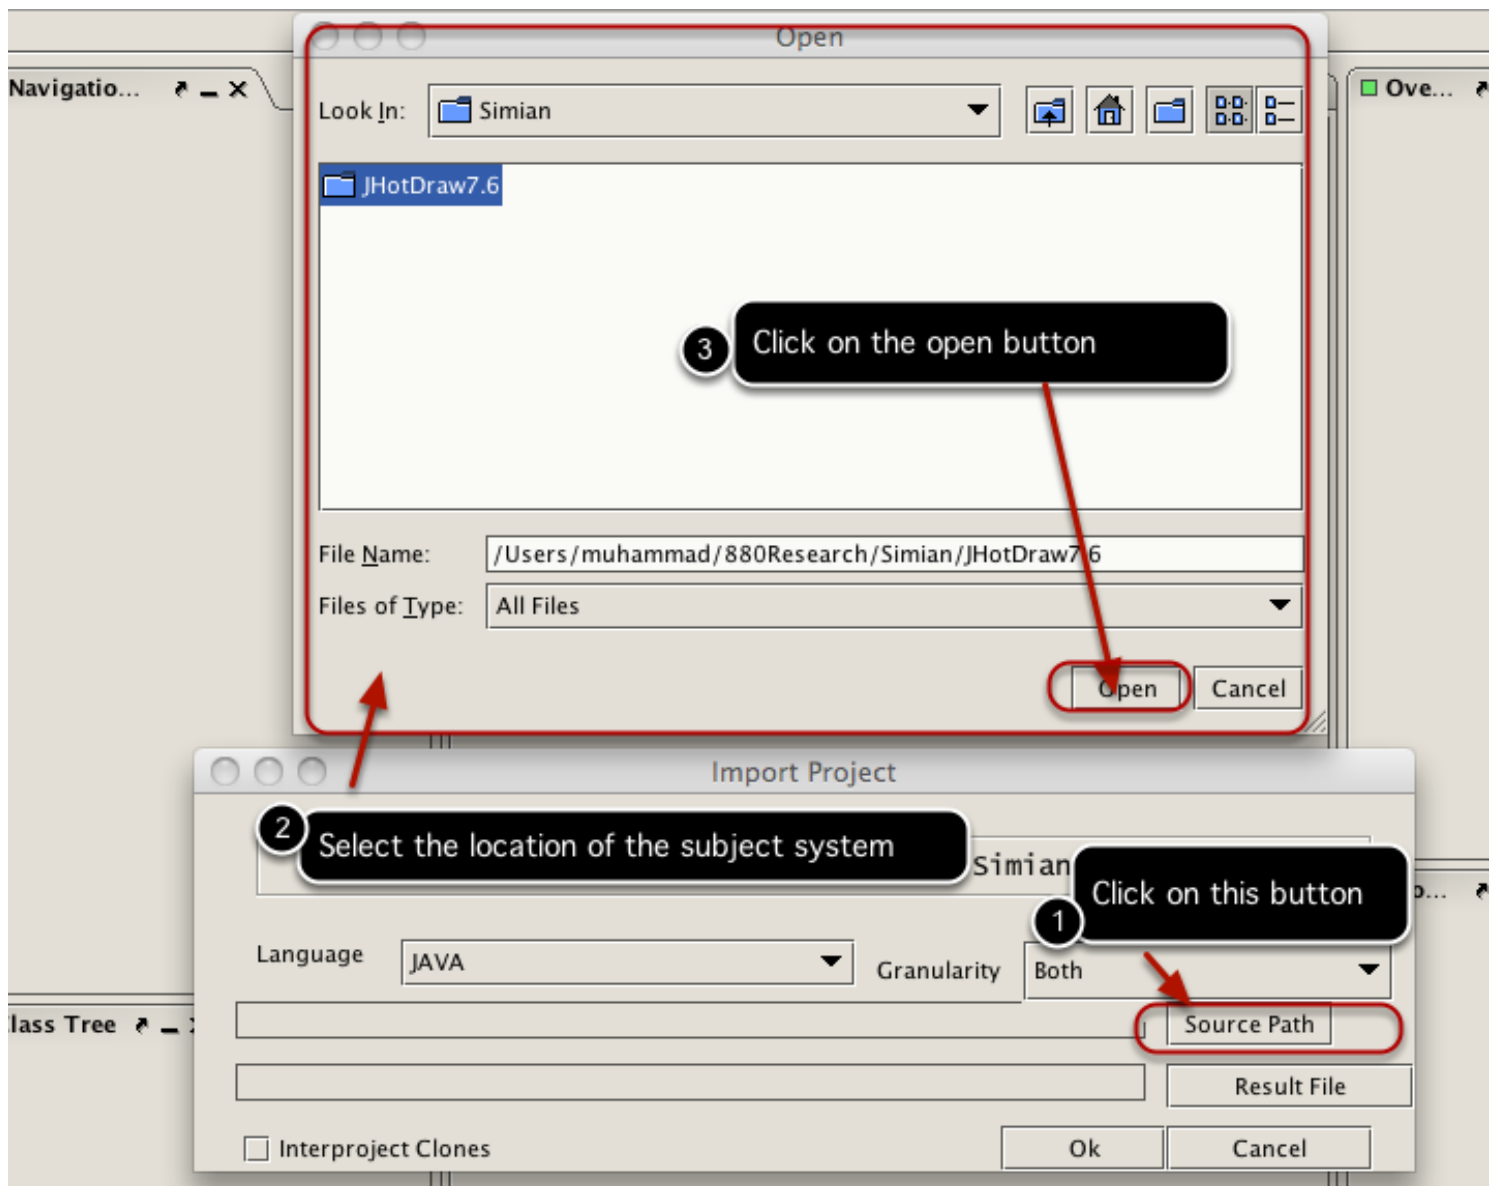 Open
Navigatio...
Ove...
Look In:
Simian
JHotDraw7.6
3
Click on the open button
File Name:
/Users/muhammad/880Research/Simian/JHotDraw7.6
Files of Type:
All Files
Open
Cancel
Import Project
2
Select the location of the subject system
Simian
1
Click on this button
o...
Language
JAVA
Granularity
Both
lass Tree
Source Path
Result File
Interproject Clones
Ok
Cancel